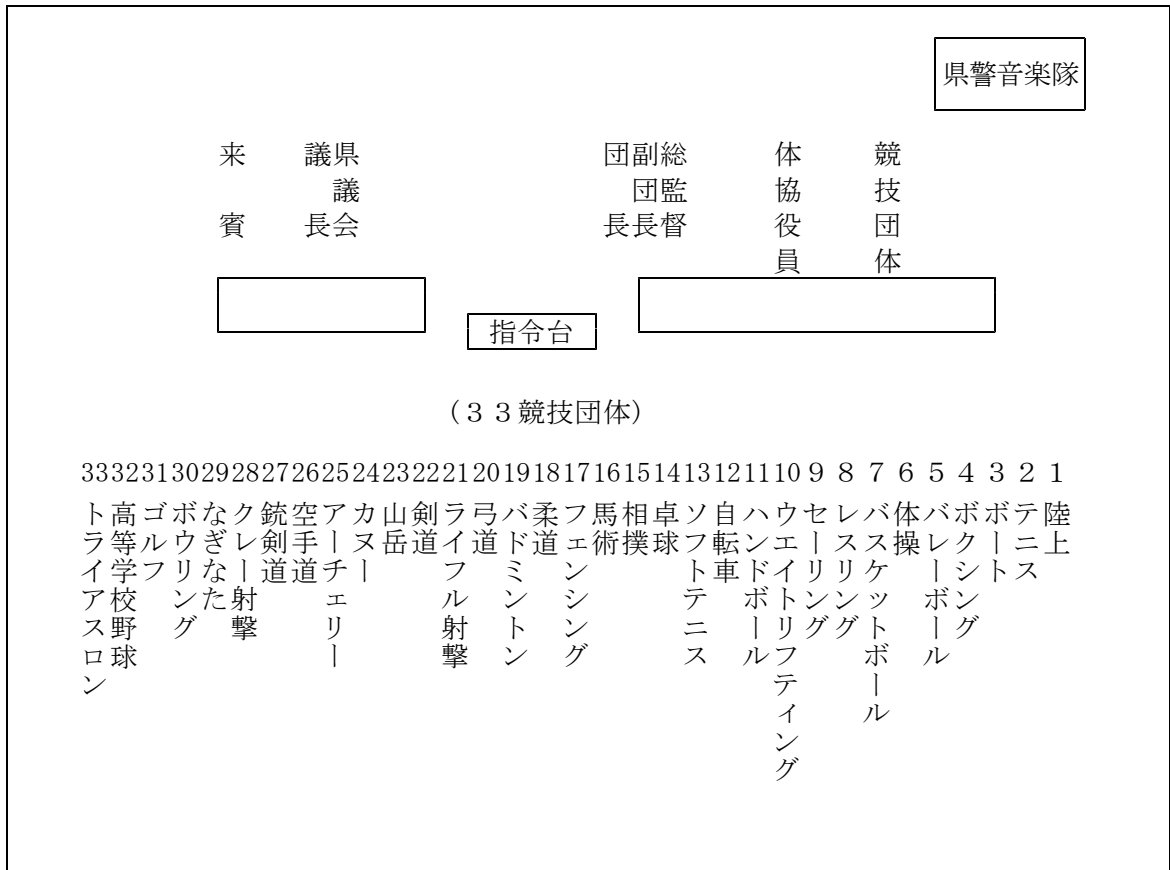 県警音楽隊
競技団体
体協役員
総監督
副団長
団長
県議会
議長
来賓
指令台
(33競技団体)
1 陸上
2 テニス
3 ボート
4 ボクシング
5 バレーボール
6 体操
7 バスケットボール
8 レスリング
9 セーリング
10 ウエイトリフティング
11 ハンドボール
12 自転車
13 ソフトテニス
14 卓球
15 相撲
16 馬術
17 フェンシング
18 柔道
19 バドミントン
20 弓道
21 ライフル射撃
22 剣道
23 山岳
24 カヌー
25 アーチェリー
26 空手道
27 銃剣道
28 クレー射撃
29 なぎなた
30 ボウリング
31 ゴルフ
32 高等学校野球
33 トライアスロン